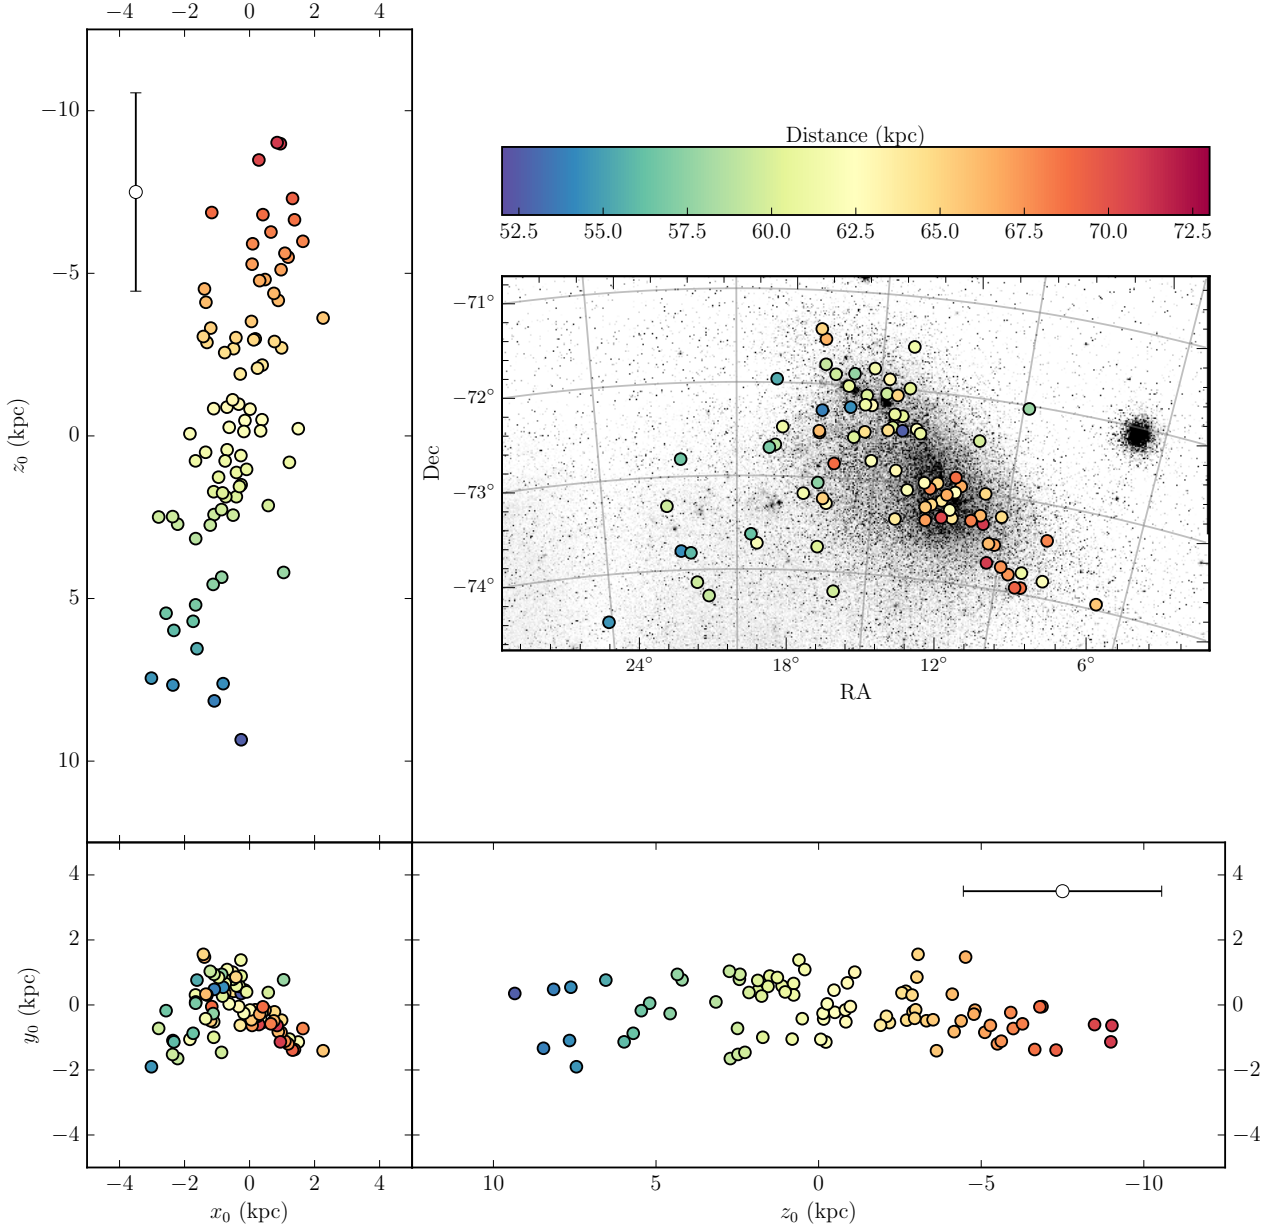 −4 −2 0 2 4
−10
−5
0
5
10
z₀ (kpc)
Distance (kpc)
52.5 55.0 57.5 60.0 62.5 65.0 67.5 70.0 72.5
−71°
−72°
−73°
−74°
Dec
24° 18° 12° 6°
RA
4
2
0
−2
−4
y₀ (kpc)
−4 −2 0 2 4
x₀ (kpc)
10 5 0 −5 −10
z₀ (kpc)
4
2
0
−2
−4